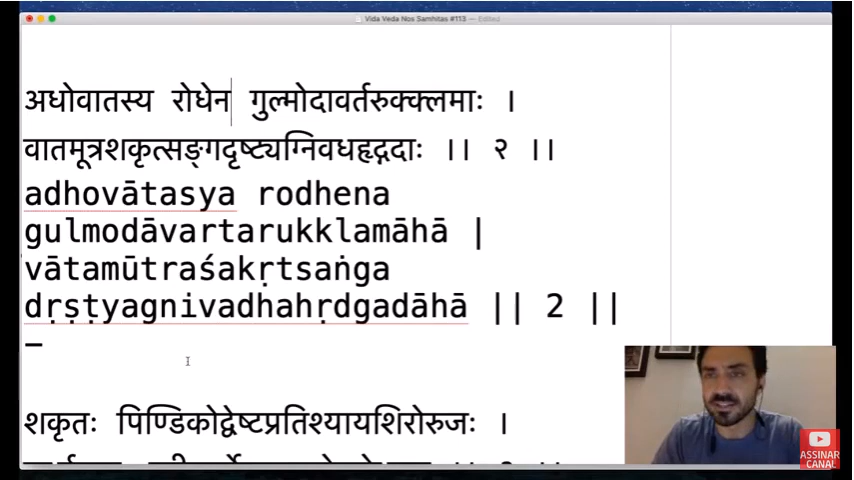 Vida Veda Nos Samhitas #113 — Edited
अधोवातस्य रोधेन गुल्मोदावर्तरुक्क्लमाः ।
वातमूत्रशकृत्सङ्गदृष्ट्यग्निवधहृद्गदाः ।। २ ।।
adhovātasya rodhena
gulmodāvartarukklamāhā |
vātamūtraśakṛtsaṅga
dṛṣṭyagnivadhahṛdgadāhā || 2 ||
–
शकृतः पिण्डिकोद्वेष्टप्रतिश्यायशिरोरुजः ।
ASSINAR
CANAL